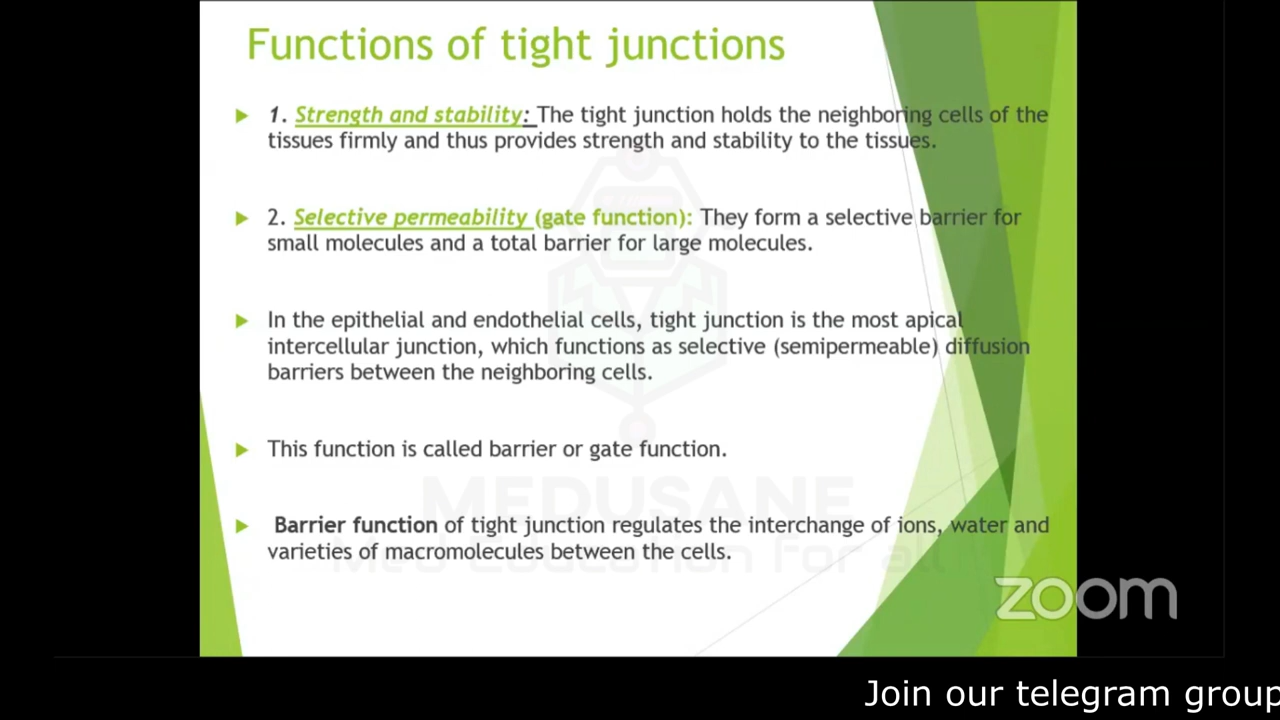 Functions of tight junctions
1. Strength and stability: The tight junction holds the neighboring cells of the
tissues firmly and thus provides strength and stability to the tissues.
2. Selective permeability (gate function): They form a selective barrier for
small molecules and a total barrier for large molecules.
In the epithelial and endothelial cells, tight junction is the most apical
intercellular junction, which functions as selective (semipermeable) diffusion
barriers between the neighboring cells.
This function is called barrier or gate function.
MEDUSANE
Barrier function of tight junction regulates the interchange of ions, water and
varieties of macromolecules between the cells.
Med Education For all
zoom
Join our telegram group